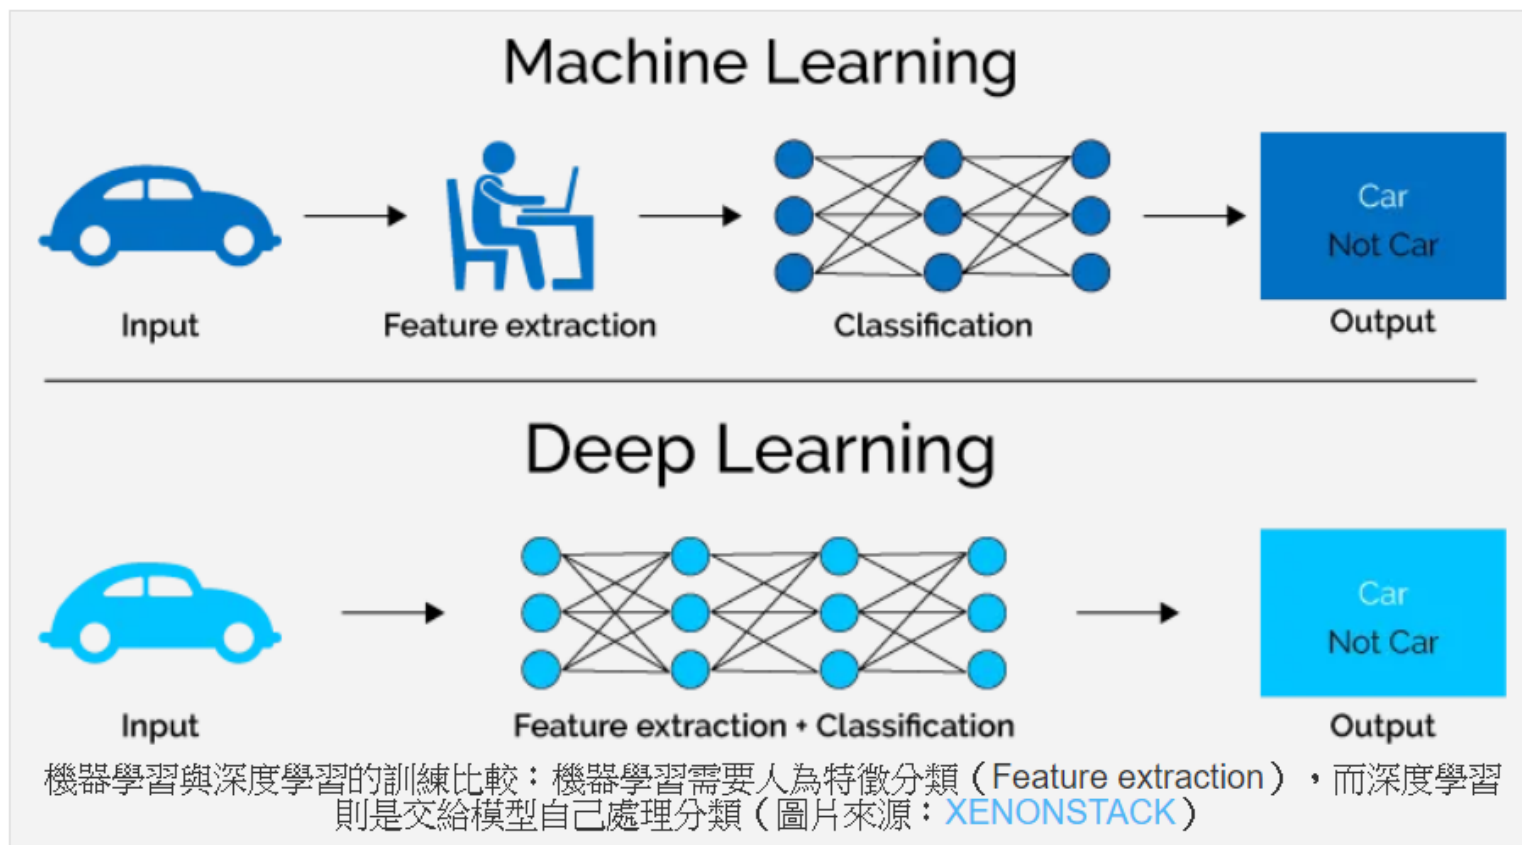 Machine Learning
Car
Not Car
Input
Feature extraction
Classification
Output
Deep Learning
Car
Not Car
Input
Feature extraction + Classification
Output
機器學習與深度學習的訓練比較：機器學習需要人為特徵分類（Feature extraction），而深度學習
則是交給模型自己處理分類（圖片來源：XENONSTACK）